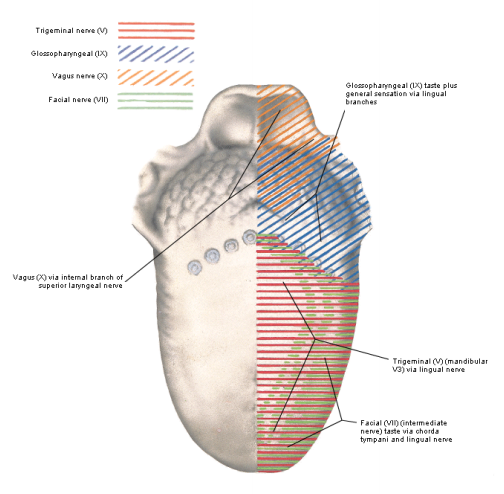 Trigeminal nerve (V)
Glossopharyngeal (IX)
Vagus nerve (X)
Facial nerve (VII)
Glossopharyngeal (IX) taste plus
general sensation via lingual
branches
Vagus (X) via internal branch of
superior laryngeal nerve
Trigeminal (V) (mandibular
V3) via lingual nerve
Facial (VII) (intermediate
nerve) taste via chorda
tympani and lingual nerve